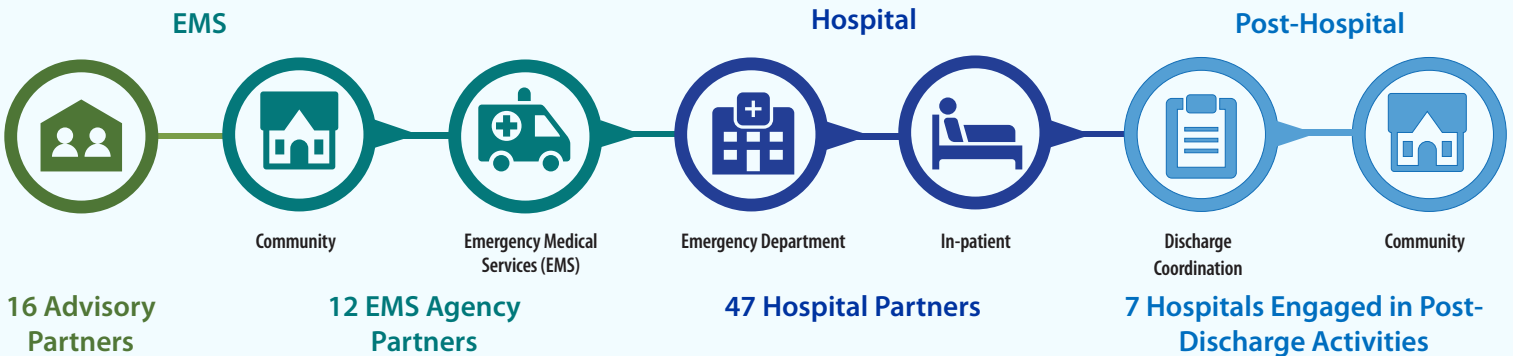 EMS
Hospital
Post-Hospital
Community
Emergency Medical
Services (EMS)
Emergency Department
In-patient
Discharge
Coordination
Community
16 Advisory
Partners
12 EMS Agency
Partners
47 Hospital Partners
7 Hospitals Engaged in Post-
Discharge Activities